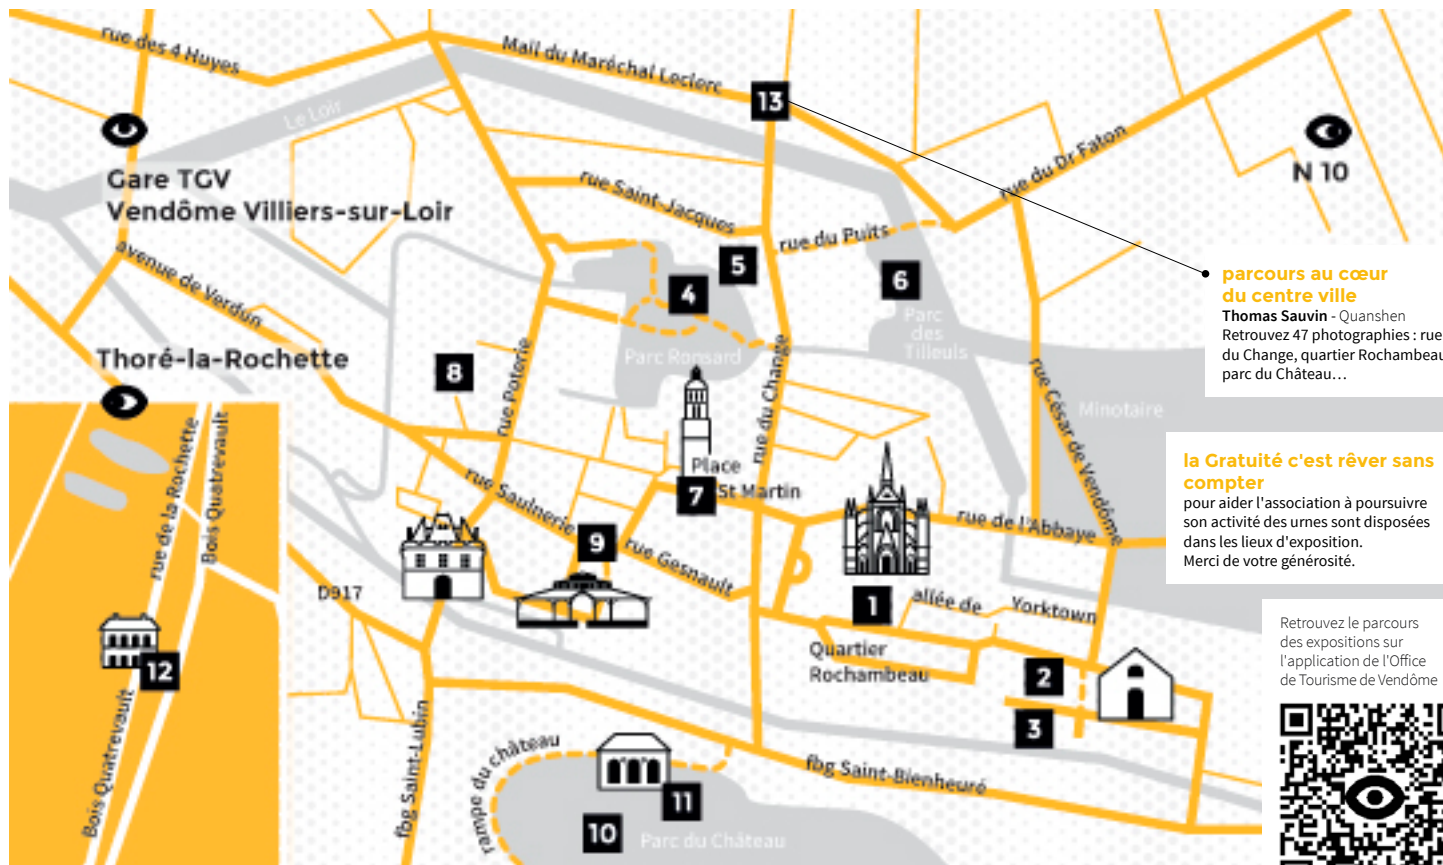 rue des 4 Huyes
Mail du Maréchal Leclerc
13
Le Loir
rue du Dr Faton
N 10
Gare TGV
Vendôme Villiers-sur-Loir
rue Saint-Jacques
rue du Puits
avenue de Verdun
5
4
6
Parc
des
Tilleuls
parcours au cœur
du centre ville
Thomas Sauvin - Quanshen
Retrouvez 47 photographies : rue
du Change, quartier Rochambeau
parc du Château…
Thoré-la-Rochette
8
rue Poterie
Parc Ronsard
rue du Change
rue César de Vendôme
Minotaire
rue de la Rochette
Bois Quatrevault
Place
7
St Martin
rue Saulnerie
9
rue Gesnault
rue de l'Abbaye
la Gratuité c'est rêver sans
compter
pour aider l'association à poursuivre
son activité des urnes sont disposées
dans les lieux d'exposition.
Merci de votre générosité.
D917
1
allée de Yorktown
Quartier
Rochambeau
2
3
12
Bois Quatrevault
fbg Saint-Lubin
rampe du château
11
10
Parc du Château
fbg Saint-Bienheuré
Retrouvez le parcours
des expositions sur
l'application de l'Office
de Tourisme de Vendôme